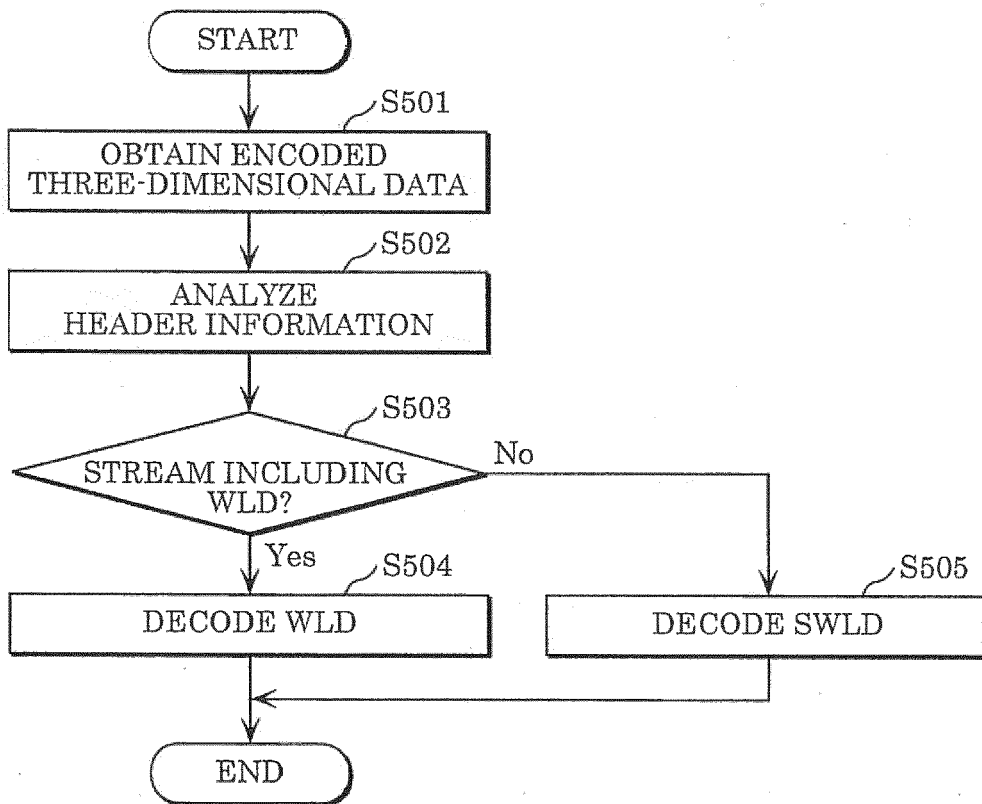 START
S501
OBTAIN ENCODED
THREE-DIMENSIONAL DATA
S502
ANALYZE
HEADER INFORMATION
S503
STREAM INCLUDING
WLD?
No
Yes
S504
DECODE WLD
S505
DECODE SWLD
END